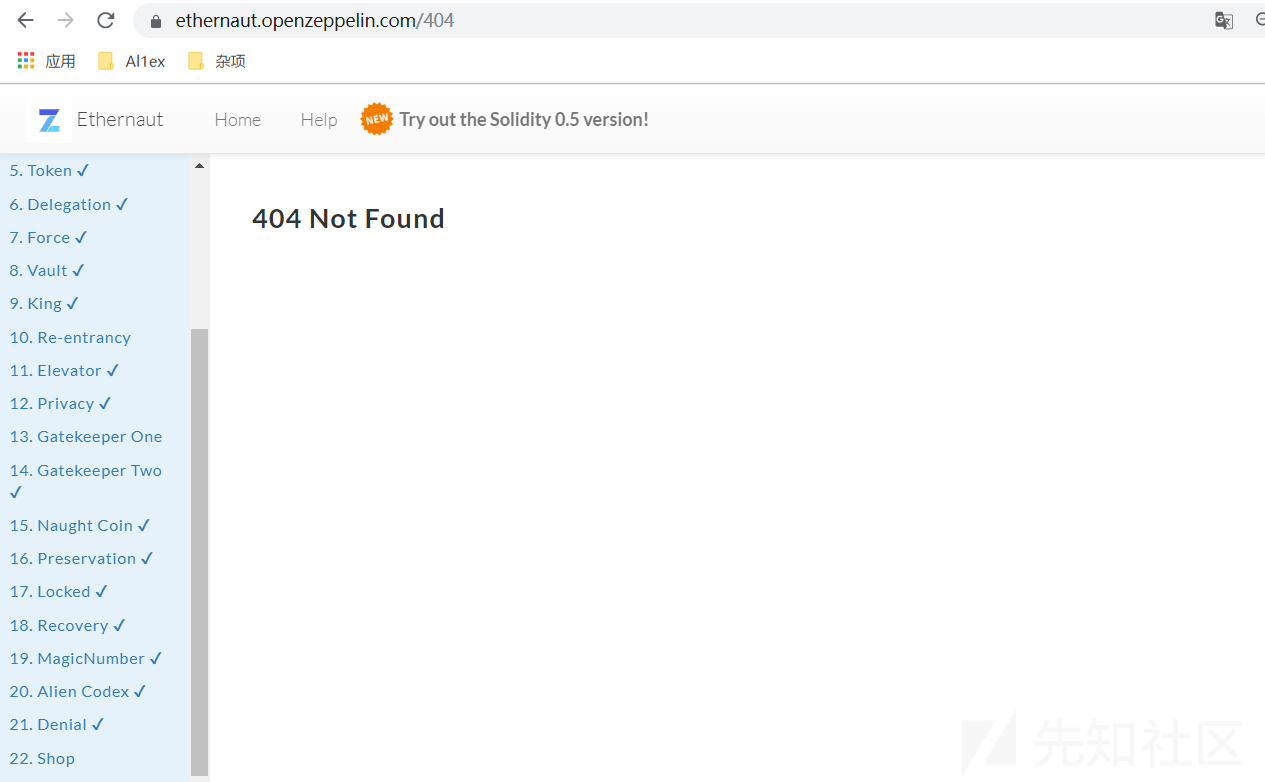 ethernaut.openzeppelin.com/404
应用 Al1ex 杂项
Ethernaut Home Help NEW Try out the Solidity 0.5 version!
5. Token ✓
6. Delegation ✓
7. Force ✓
8. Vault ✓
9. King ✓
10. Re-entrancy
11. Elevator ✓
12. Privacy ✓
13. Gatekeeper One
14. Gatekeeper Two
✓
15. Naught Coin ✓
16. Preservation ✓
17. Locked ✓
18. Recovery ✓
19. MagicNumber ✓
20. Alien Codex ✓
21. Denial ✓
22. Shop
404 Not Found
先知社区